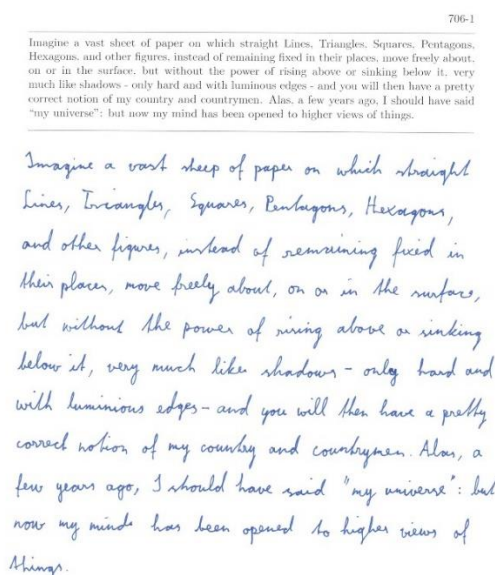 706-1
Imagine a vast sheet of paper on which straight Lines, Triangles, Squares, Pentagons,
Hexagons, and other figures, instead of remaining fixed in their places, move freely about,
on or in the surface, but without the power of rising above or sinking below it, very
much like shadows - only hard and with luminous edges - and you will then have a pretty
correct notion of my country and countrymen. Alas, a few years ago, I should have said
"my universe": but now my mind has been opened to higher views of things.
Imagine a vast sheep of paper on which straight
Lines, Triangles, Squares, Pentagons, Hexagons,
and other figures, instead of remaining fixed in
their places, move freely about, on or in the surface,
but without the power of rising above or sinking
below it, very much like shadows - only hard and
with luminious edges - and you will then have a pretty
correct notion of my country and countrymen. Alas, a
few years ago, I should have said "my universe": but
now my mind has been opened to higher views of
things.